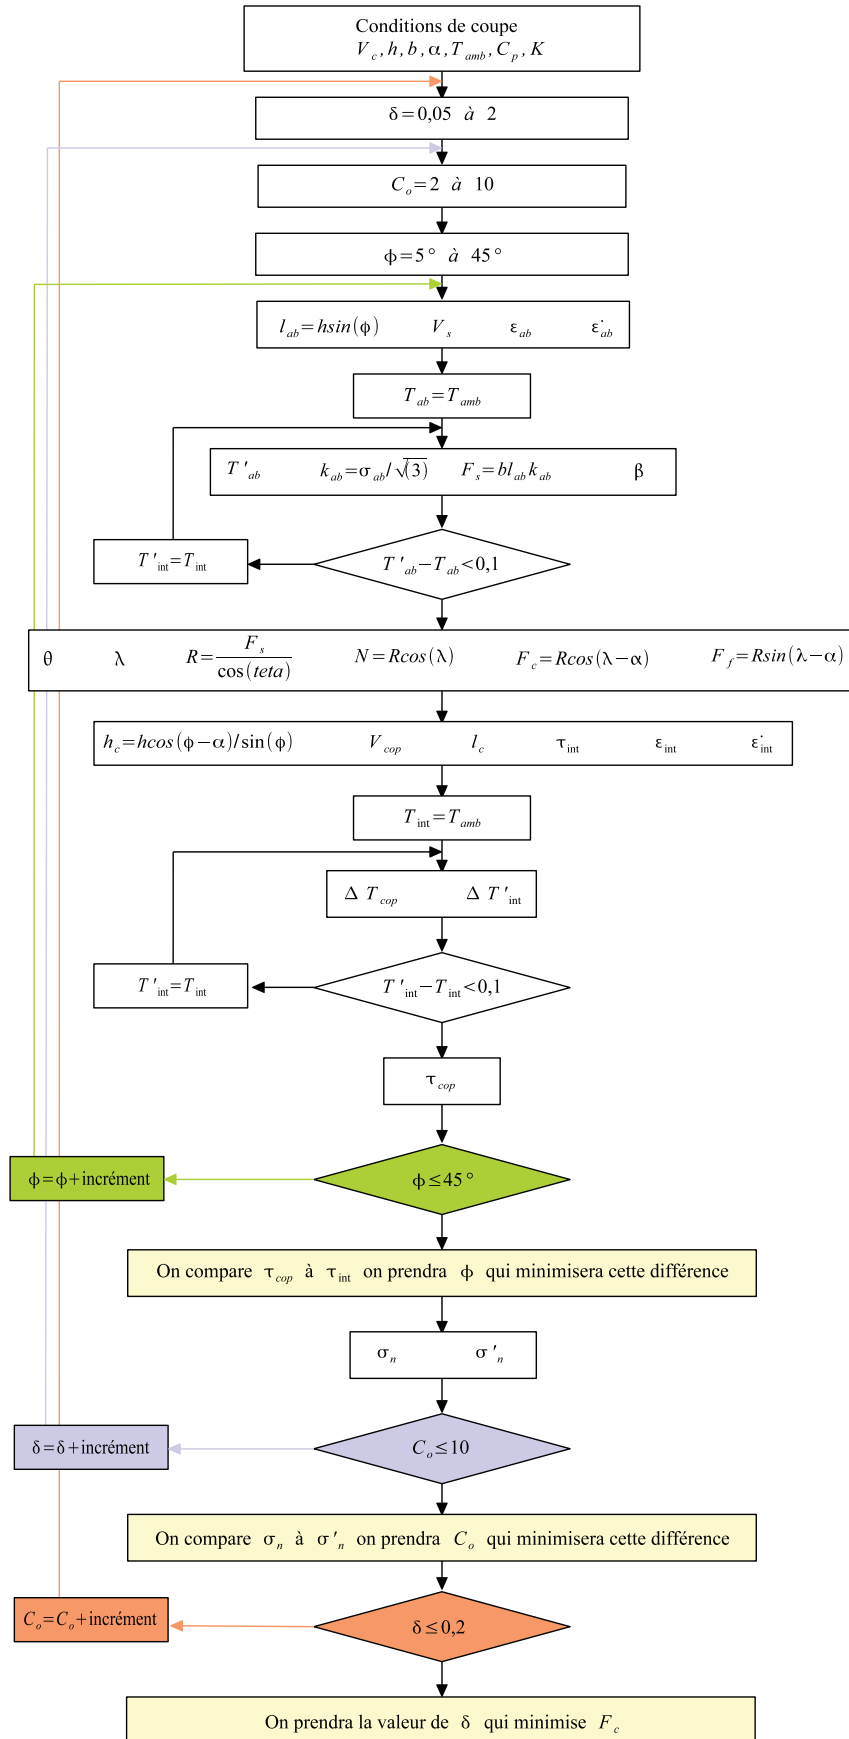 Conditions de coupe
V_c, h, b, α, T_amb, C_p, K
δ=0,05 à 2
C_o=2 à 10
ϕ=5° à 45°
l_ab=hsin(ϕ) V_s ε_ab ε̇_ab
T_ab=T_amb
T'_ab k_ab=σ_ab/√(3) F_s=bl_ab k_ab β
T'_int=T_int T'_ab−T_ab<0,1
θ λ R=F_s/cos(teta) N=Rcos(λ) F_c=Rcos(λ−α) F_f=Rsin(λ−α)
h_c=hcos(ϕ−α)/sin(ϕ) V_cop l_c τ_int ε_int ε̇_int
T_int=T_amb
Δ T_cop Δ T'_int
T'_int=T_int T'_int−T_int<0,1
τ_cop
ϕ=ϕ+incrément ϕ≤45°
On compare τ_cop à τ_int on prendra ϕ qui minimisera cette différence
σ_n σ'_n
δ=δ+incrément C_o≤10
On compare σ_n à σ'_n on prendra C_o qui minimisera cette différence
C_o=C_o+incrément δ≤0,2
On prendra la valeur de δ qui minimise F_c